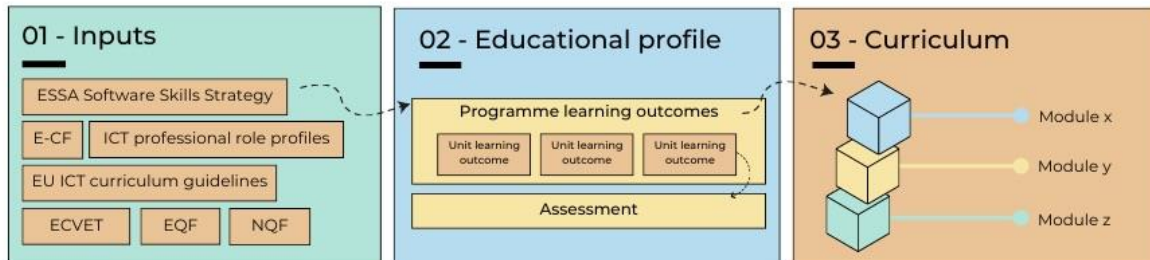 01 - Inputs
ESSA Software Skills Strategy
E-CF
ICT professional role profiles
EU ICT curriculum guidelines
ECVET
EQF
NQF
02 - Educational profile
Programme learning outcomes
Unit learning
outcome
Unit learning
outcome
Unit learning
outcome
Assessment
03 - Curriculum
Module x
Module y
Module z